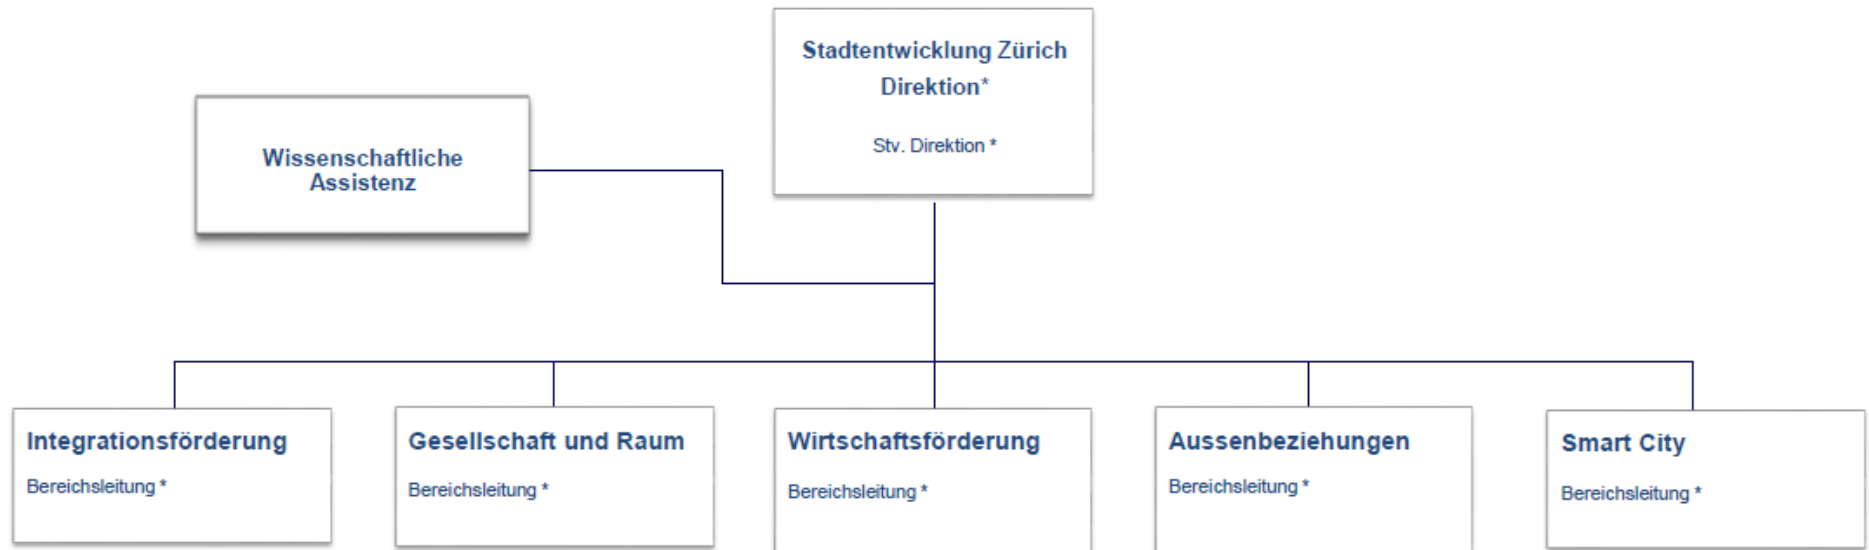 Stadtentwicklung Zürich
Direktion*
Stv. Direktion *
Wissenschaftliche
Assistenz
Integrationsförderung
Bereichsleitung *
Gesellschaft und Raum
Bereichsleitung *
Wirtschaftsförderung
Bereichsleitung *
Aussenbeziehungen
Bereichsleitung *
Smart City
Bereichsleitung *